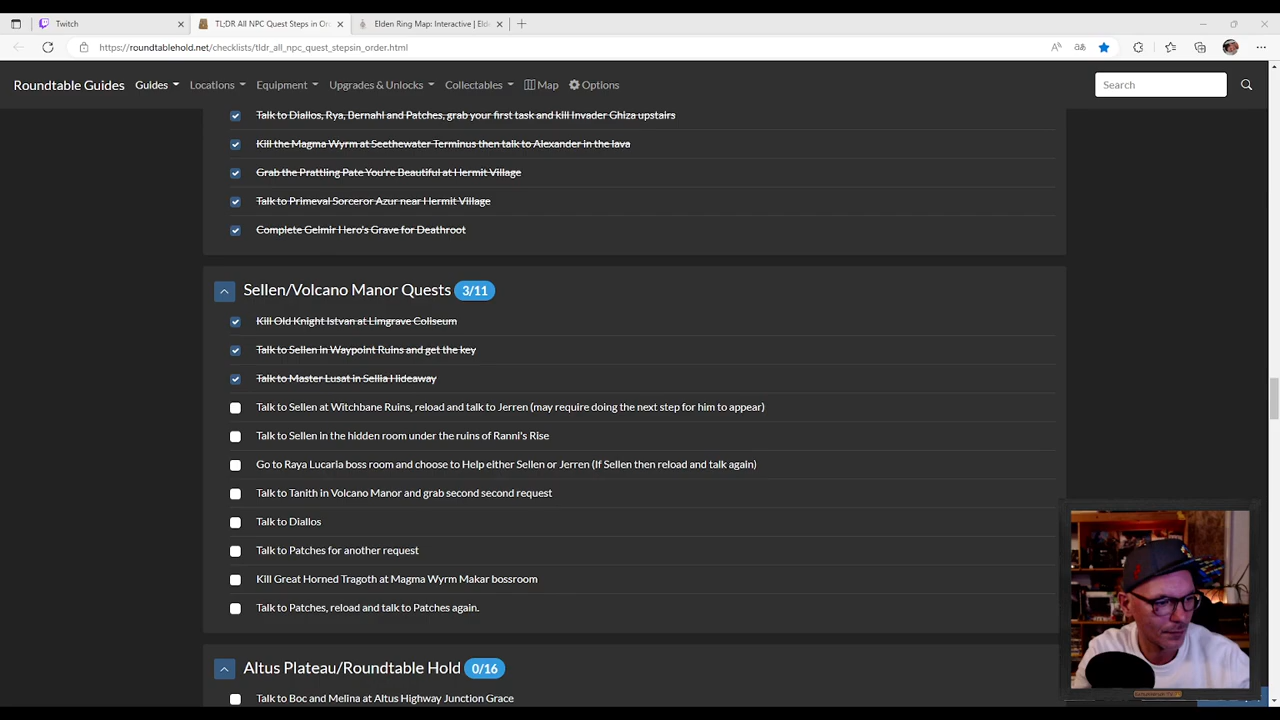 Twitch
TL;DR All NPC Quest Steps in Or
Elden Ring Map: Interactive | Eld
https://roundtablehold.net/checklists/tldr_all_npc_quest_stepsin_order.html
Roundtable Guides Guides Locations Equipment Upgrades & Unlocks Collectables Map Options Search
Talk to Diallos, Rya, Bernahl and Patches, grab your first task and kill Invader Ghiza upstairs
Kill the Magma Wyrm at Seethewater Terminus then talk to Alexander in the lava
Grab the Prattling Pate You're Beautiful at Hermit Village
Talk to Primeval Sorceror Azur near Hermit Village
Complete Gelmir Hero's Grave for Deathroot
Sellen/Volcano Manor Quests 3/11
Kill Old Knight Istvan at Limgrave Coliseum
Talk to Sellen in Waypoint Ruins and get the key
Talk to Master Lusat in Sellia Hideaway
Talk to Sellen at Witchbane Ruins, reload and talk to Jerren (may require doing the next step for him to appear)
Talk to Sellen in the hidden room under the ruins of Ranni's Rise
Go to Raya Lucaria boss room and choose to Help either Sellen or Jerren (If Sellen then reload and talk again)
Talk to Tanith in Volcano Manor and grab second second request
Talk to Diallos
Talk to Patches for another request
Kill Great Horned Tragoth at Magma Wyrm Makar bossroom
Talk to Patches, reload and talk to Patches again.
Altus Plateau/Roundtable Hold 0/16
Talk to Boc and Melina at Altus Highway Junction Grace